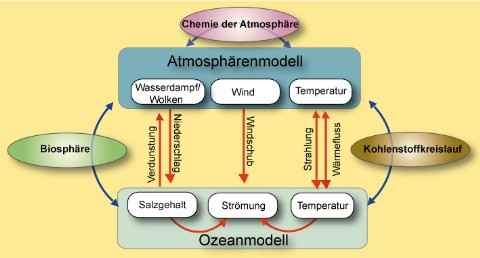 Chemie der Atmosphäre
Atmosphärenmodell
Wasserdampf/
Wolken
Wind
Temperatur
Verdunstung
Niederschlag
Windschub
Strahlung
Wärmefluss
Biosphäre
Kohlenstoffkreislauf
Salzgehalt
Strömung
Temperatur
Ozeanmodell